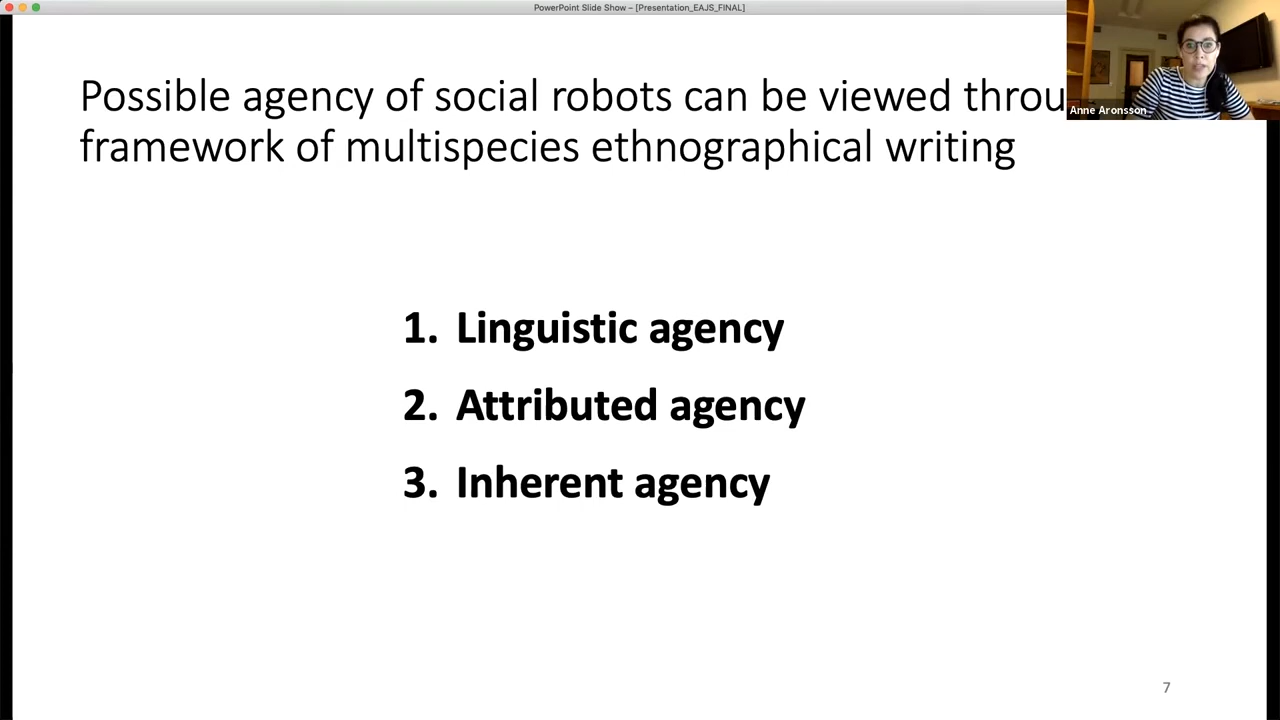 PowerPoint Slide Show – [Presentation_EAJS_FINAL]
Possible agency of social robots can be viewed throu
framework of multispecies ethnographical writing
Anne Aronsson
1. Linguistic agency
2. Attributed agency
3. Inherent agency
7